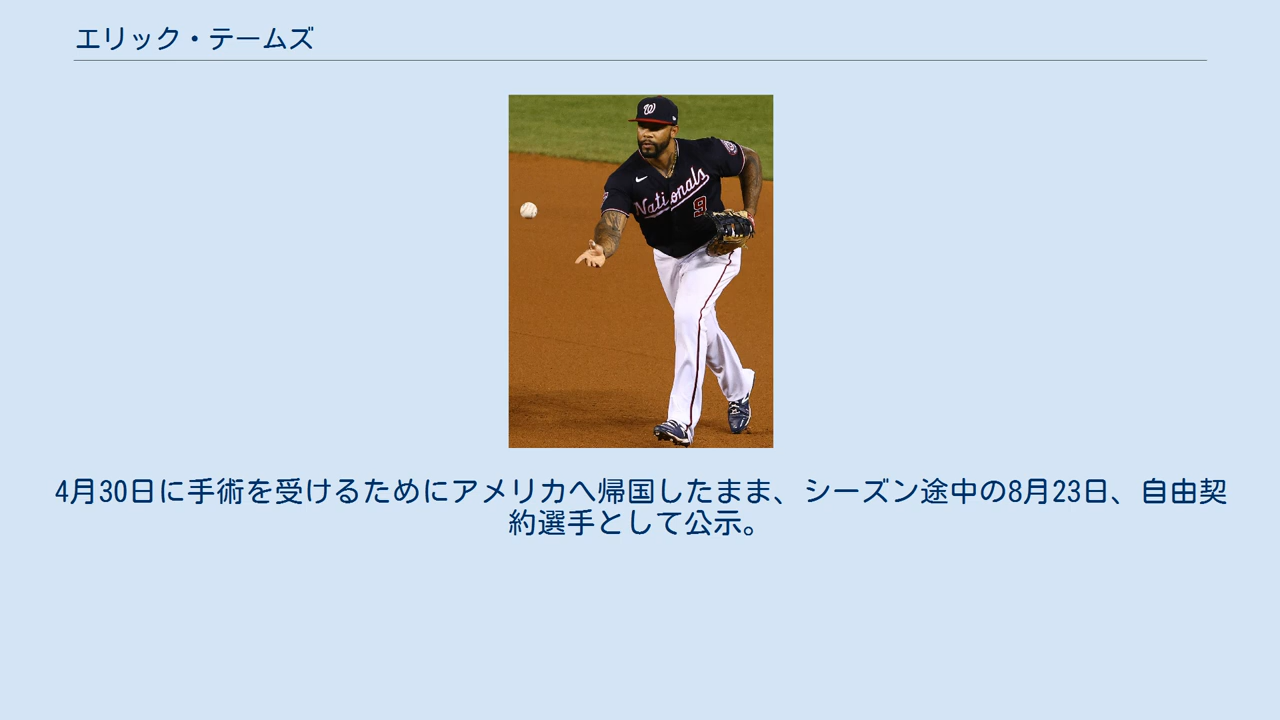 エリック・テームズ
W
Nationals
9
4月30日に手術を受けるためにアメリカへ帰国したまま、シーズン途中の8月23日、自由契
約選手として公示。